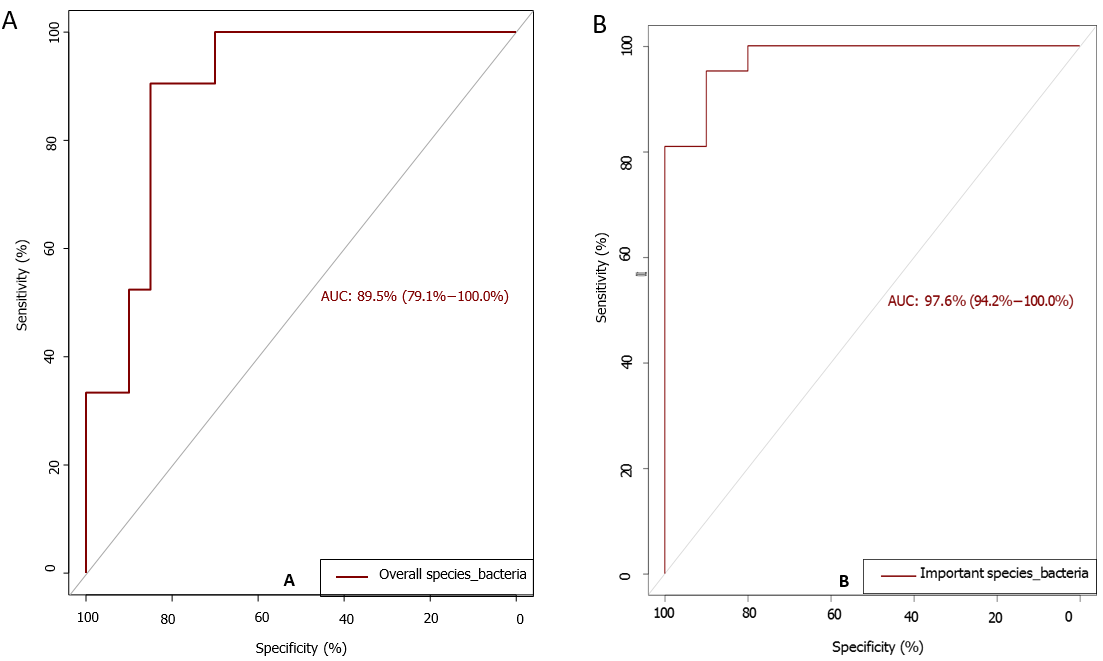 A
100
80
60
40
20
0
Sensitivity (%)
AUC: 89.5% (79.1%−100.0%)
A
Overall species_bacteria
100
80
60
40
20
0
Specificity (%)
B
100
80
60
40
20
0
Sensitivity (%)
AUC: 97.6% (94.2%−100.0%)
B
Important species_bacteria
100
80
60
40
20
0
Specificity (%)